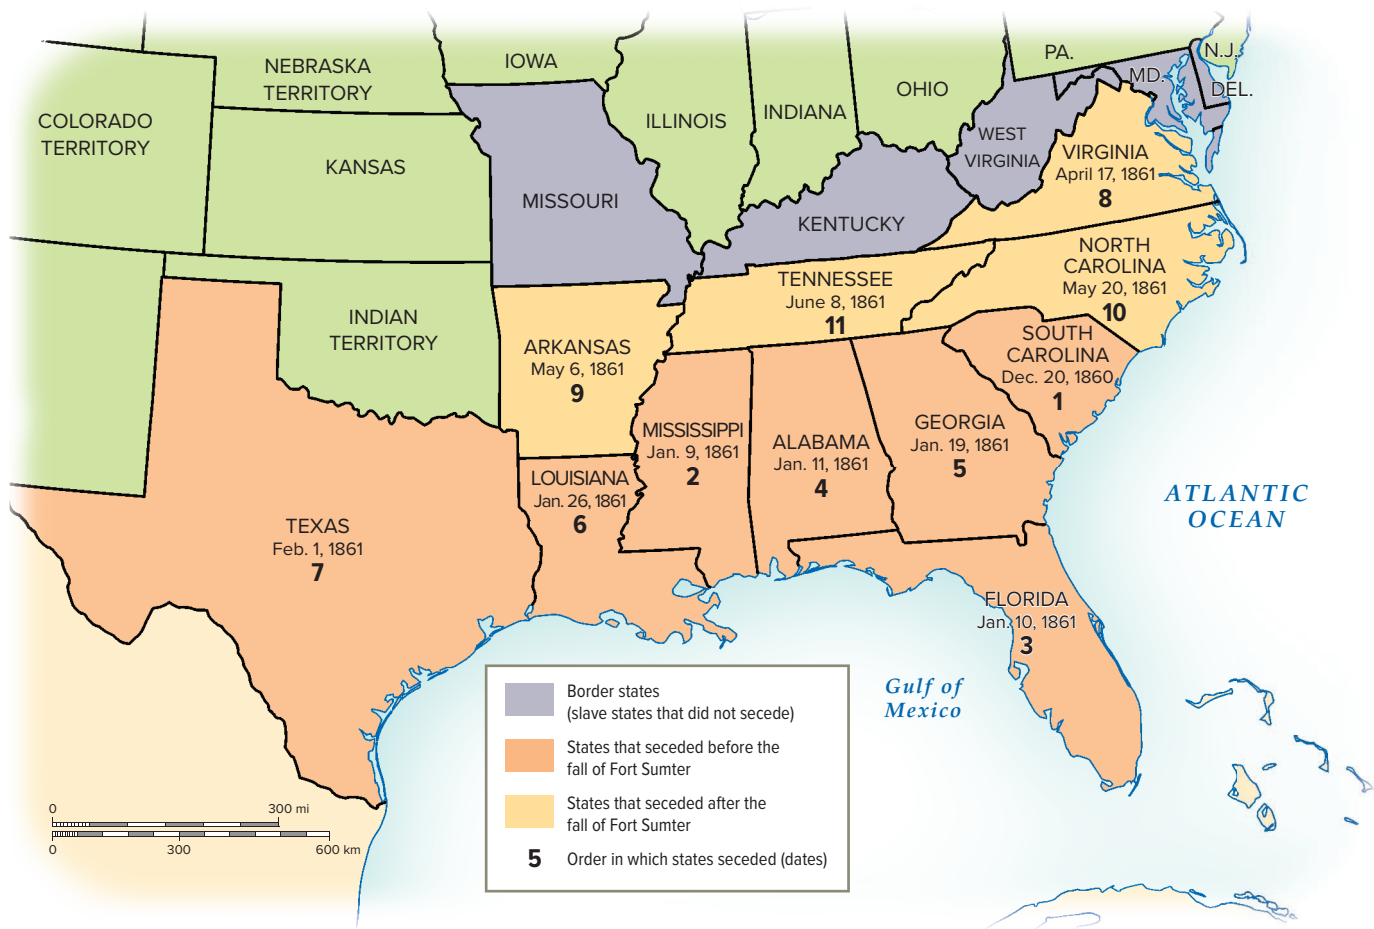 NEBRASKA
TERRITORY
IOWA
PA.
N.J.
MD.
DEL.
OHIO
ILLINOIS
INDIANA
COLORADO
TERRITORY
KANSAS
MISSOURI
WEST
VIRGINIA
VIRGINIA
April 17, 1861
8
KENTUCKY
NORTH
CAROLINA
May 20, 1861
10
TENNESSEE
June 8, 1861
11
INDIAN
TERRITORY
ARKANSAS
May 6, 1861
9
SOUTH
CAROLINA
Dec. 20, 1860
1
MISSISSIPPI
Jan. 9, 1861
2
ALABAMA
Jan. 11, 1861
4
GEORGIA
Jan. 19, 1861
5
LOUISIANA
Jan. 26, 1861
6
TEXAS
Feb. 1, 1861
7
ATLANTIC
OCEAN
FLORIDA
Jan. 10, 1861
3
Gulf of
Mexico
Border states
(slave states that did not secede)
States that seceded before the
fall of Fort Sumter
States that seceded after the
fall of Fort Sumter
5 Order in which states seceded (dates)
0 300 mi
0 300 600 km